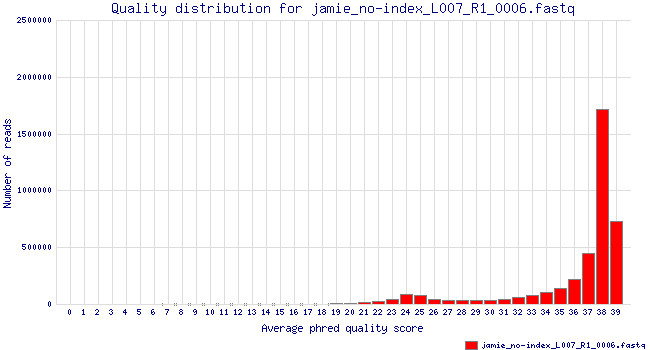 Quality distribution for jamie_no-index_L007_R1_0006.fastq
2500000
2000000
1500000
1000000
500000
0
Number of reads
0 1 2 3 4 5 6 7 8 9 10 11 12 13 14 15 16 17 18 19 20 21 22 23 24 25 26 27 28 29 30 31 32 33 34 35 36 37 38 39
Average phred quality score
jamie_no-index_L007_R1_0006.fastq